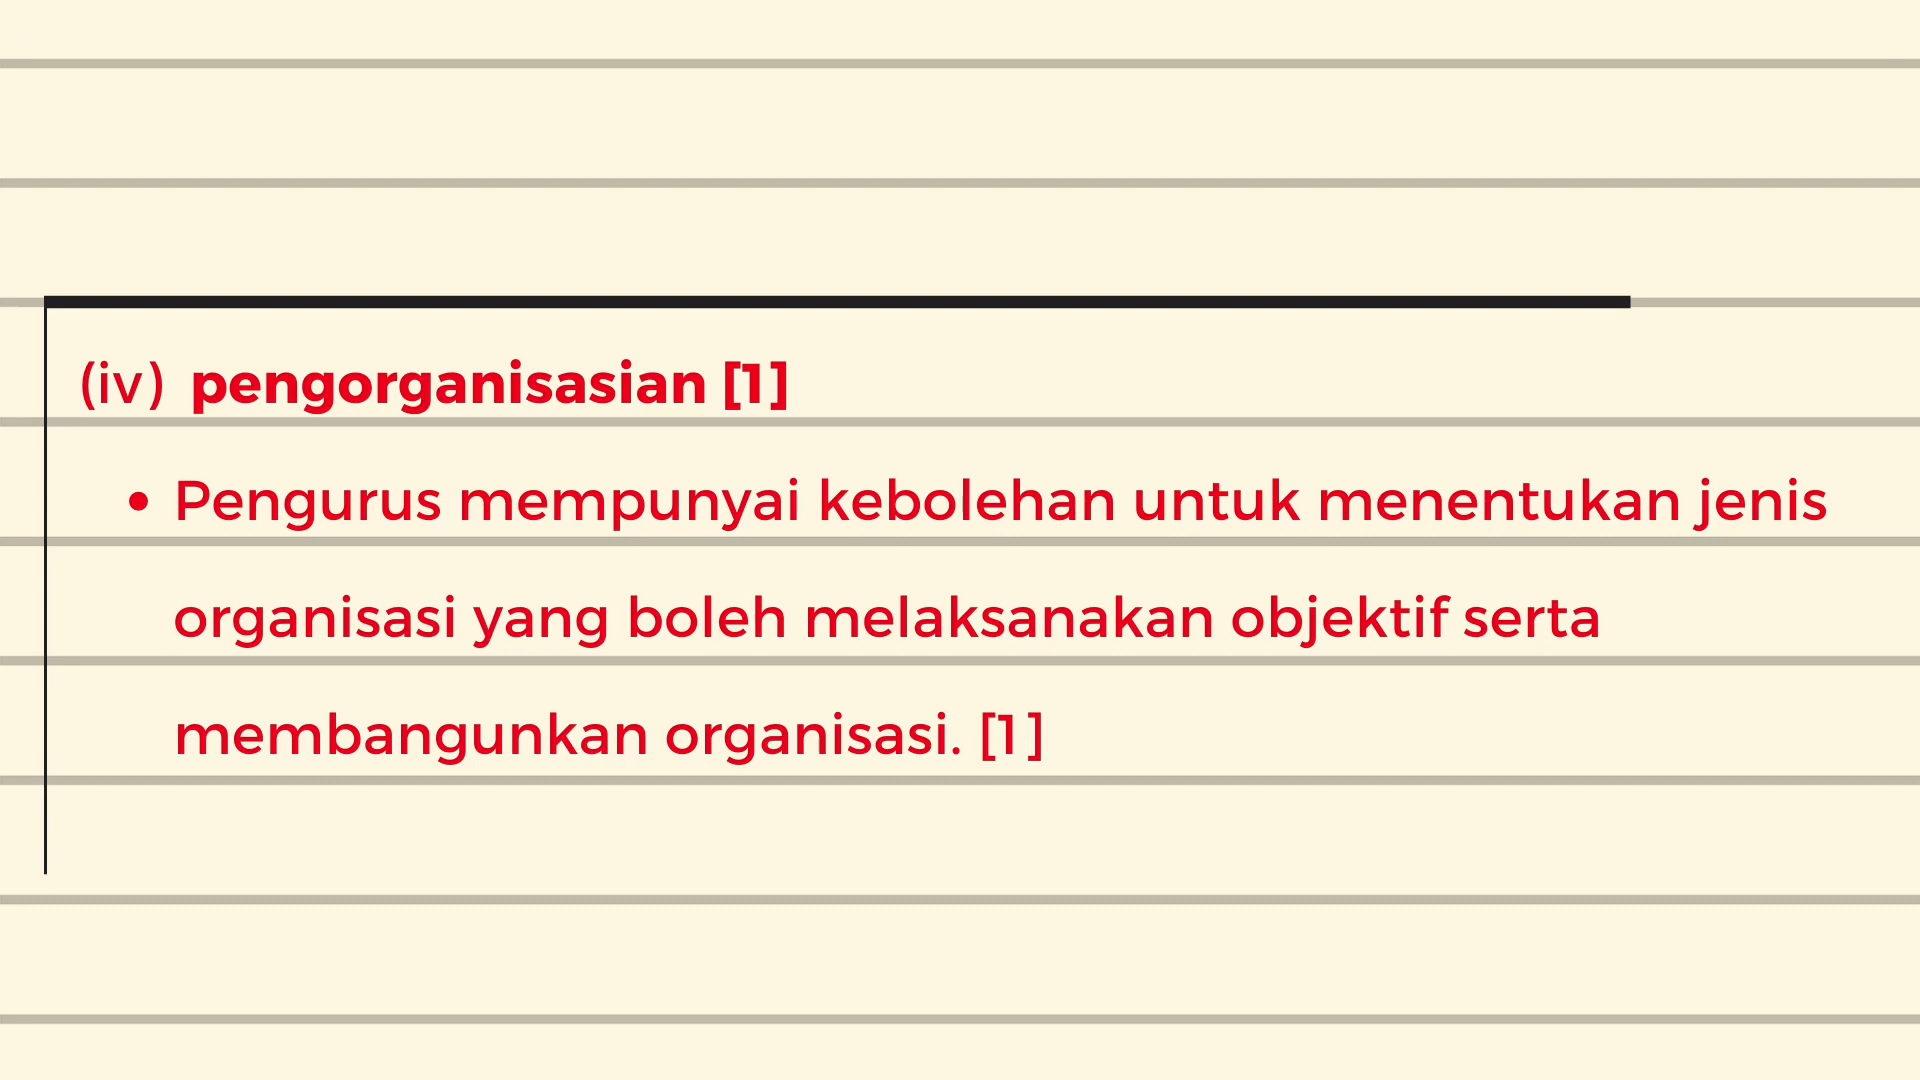 (iv) pengorganisasian [1]
• Pengurus mempunyai kebolehan untuk menentukan jenis
organisasi yang boleh melaksanakan objektif serta
membangunkan organisasi. [1]